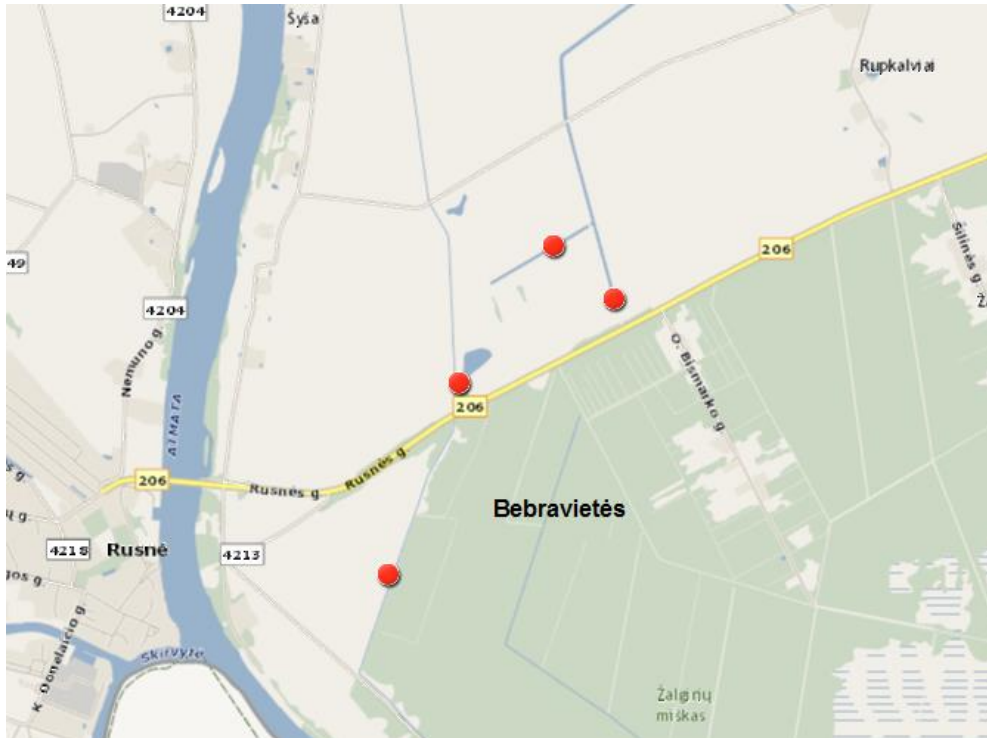 4204
Šyša
Rupkalviai
206
Šilinės g.
Ž
49
4204
Nemuno g.
ATMATA
O. Bismarko g.
206
Rusnės g.
s g.
206
Rusnės g.
Bebravietės
ų g.
4218
Rusnė
4213
gos g.
K. Donelaičio g.
Skirvytė
Žalgirių
miškas